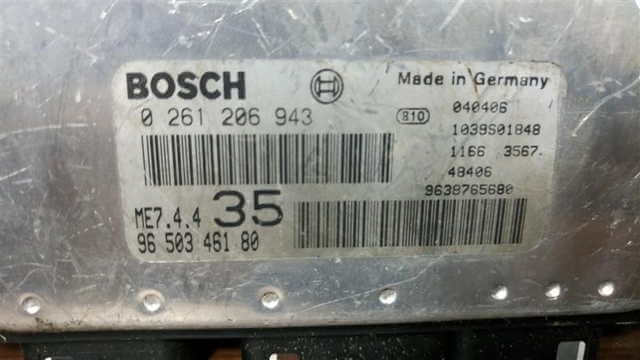 BOSCH
0 261 206 943
ME7.4.4 35
96 503 461 80
Made in Germany
810
040406
1039S01848
1166 3567.
48406
9638765680